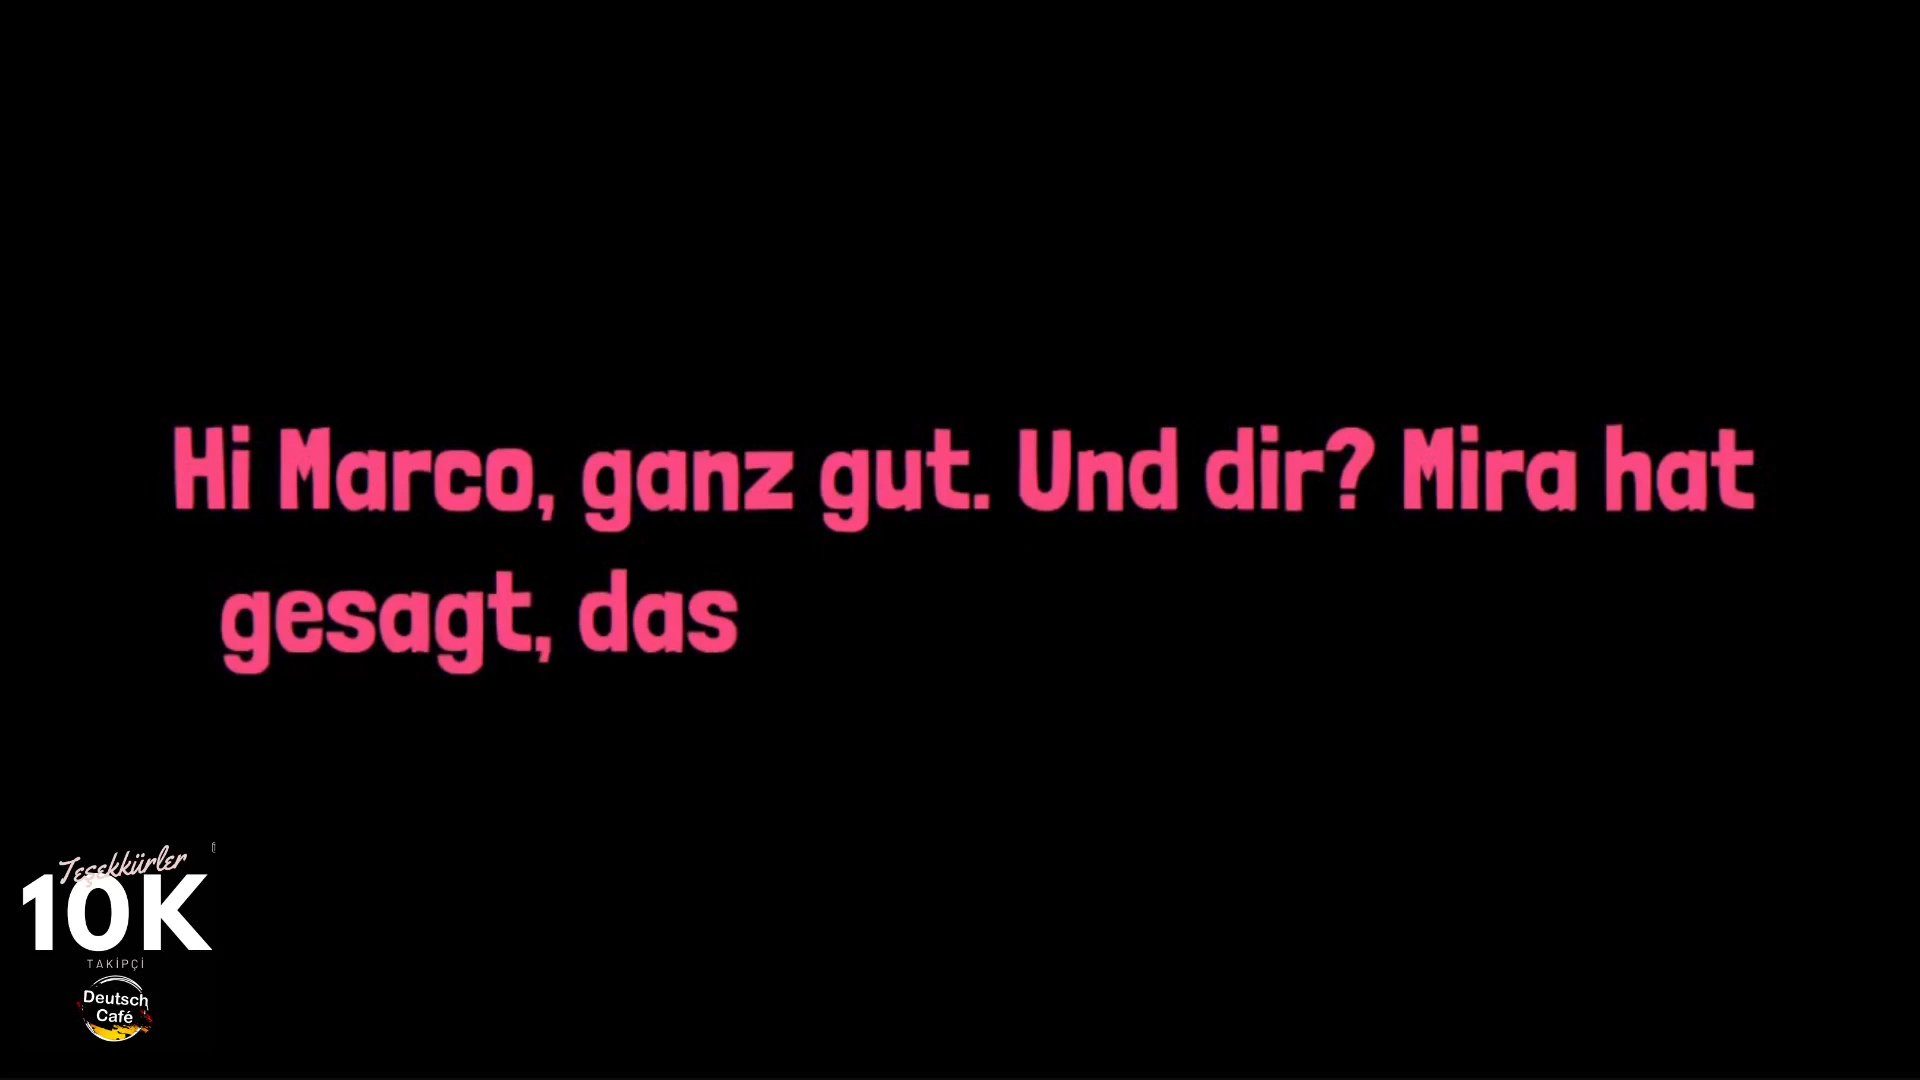 Hi Marco, ganz gut. Und dir? Mira hat
gesagt, das
Teşekkürler
10K
TAKİPÇİ
Deutsch
Café